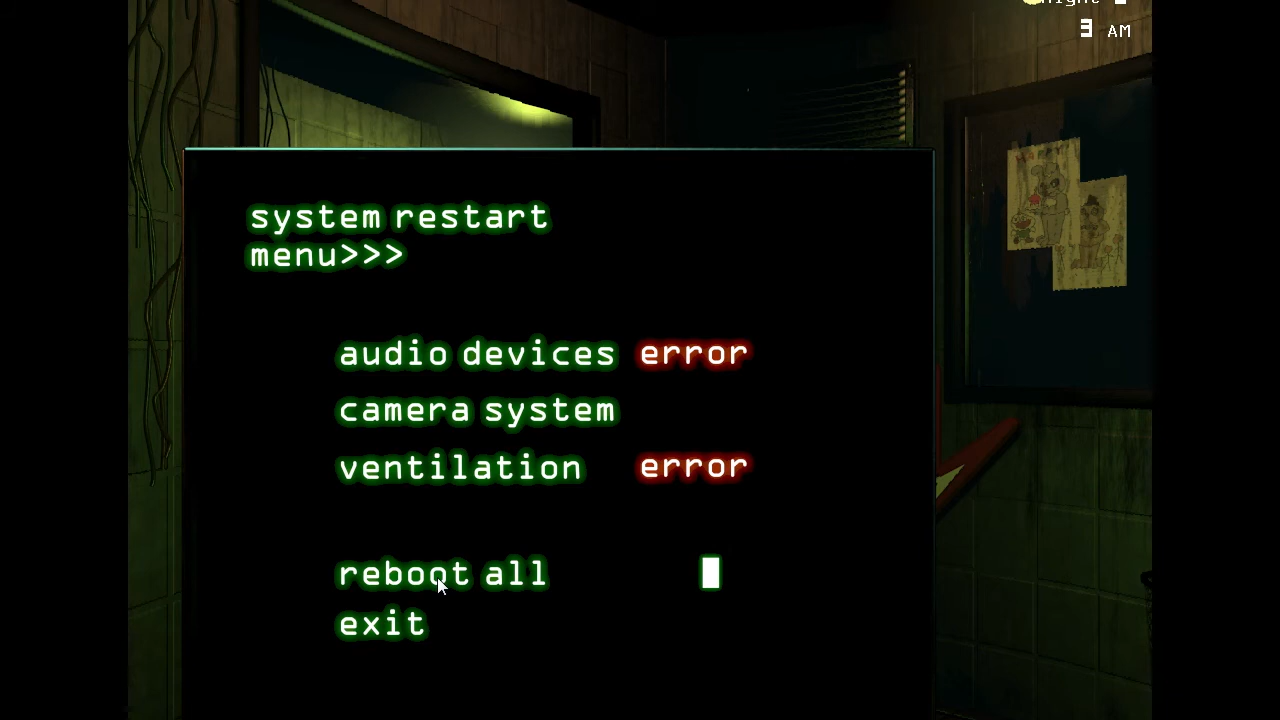 3 AM
system restart
menu>>>
audio devices error
camera system
ventilation error
reboot all
exit